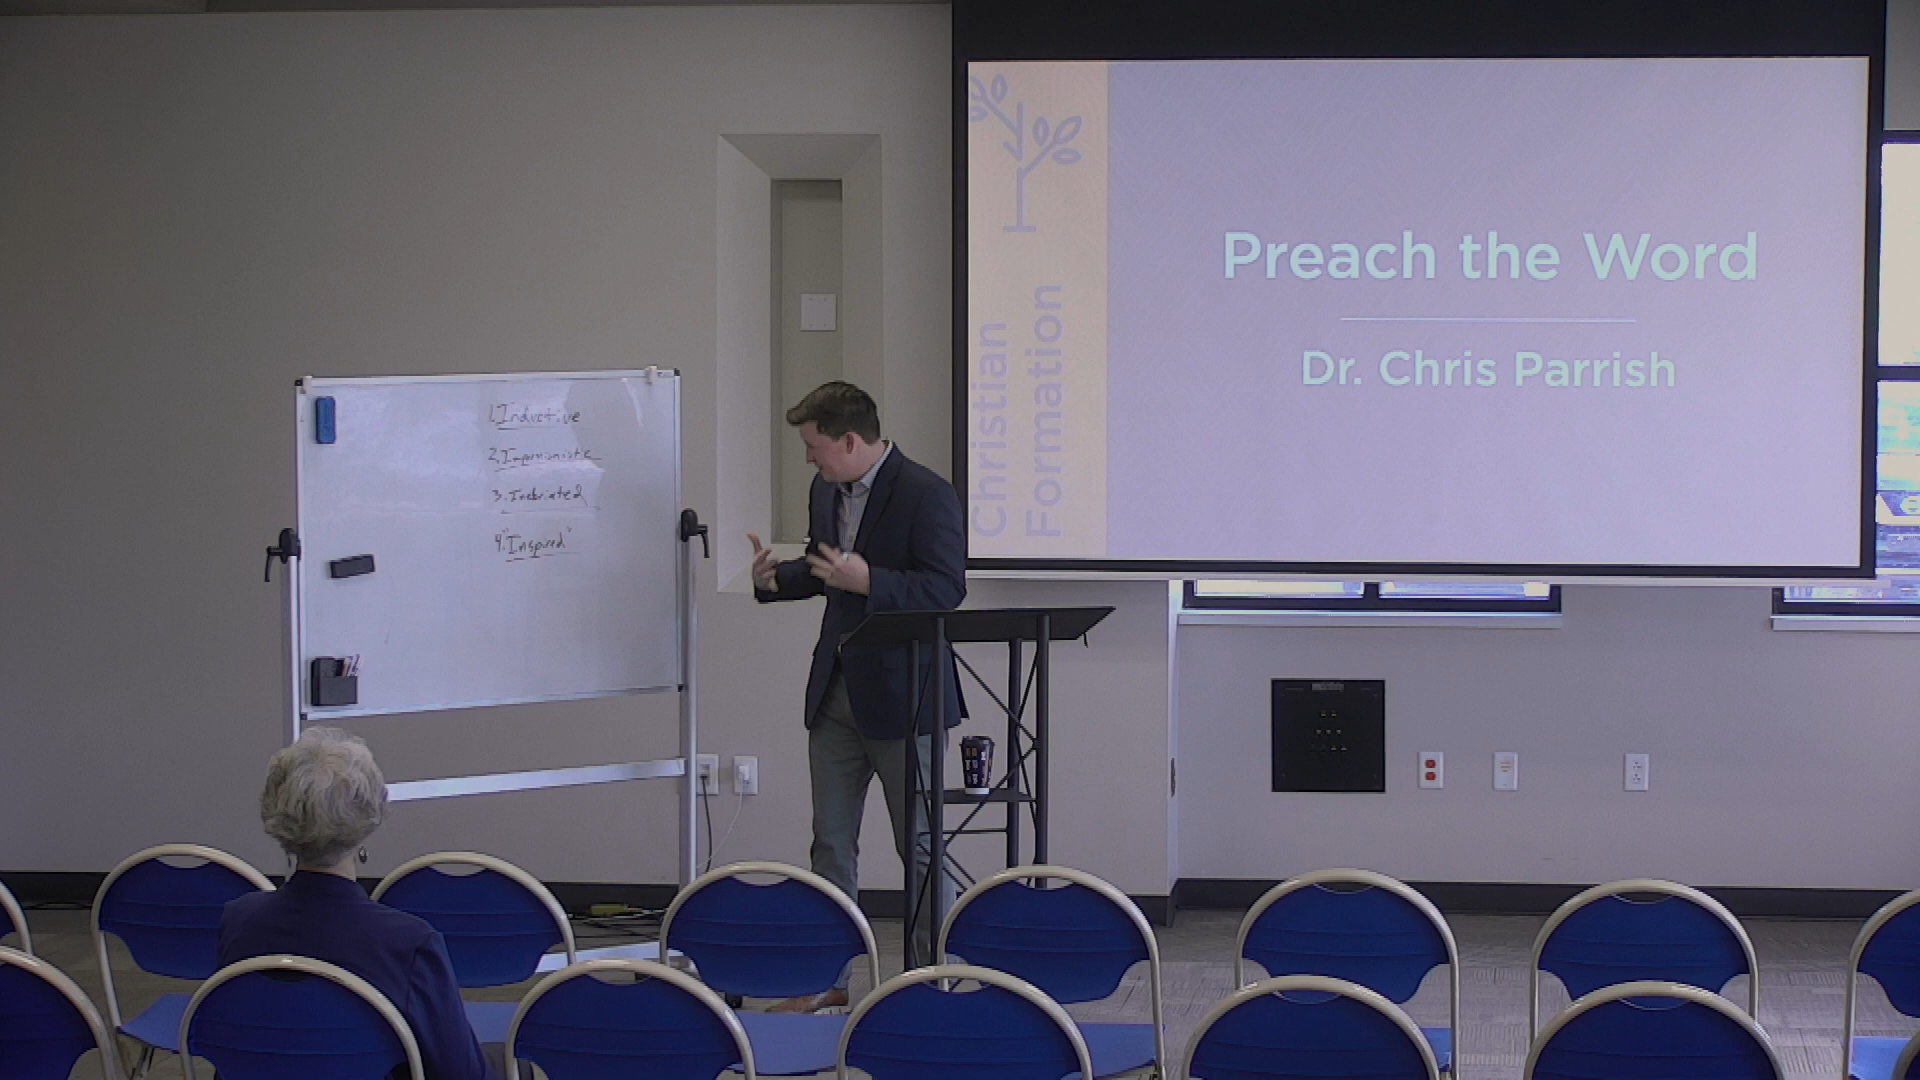 1. Inductive
2. Impressionistic
3. Inebriated
4. "Inspired"
Christian
Formation
Preach the Word
Dr. Chris Parrish